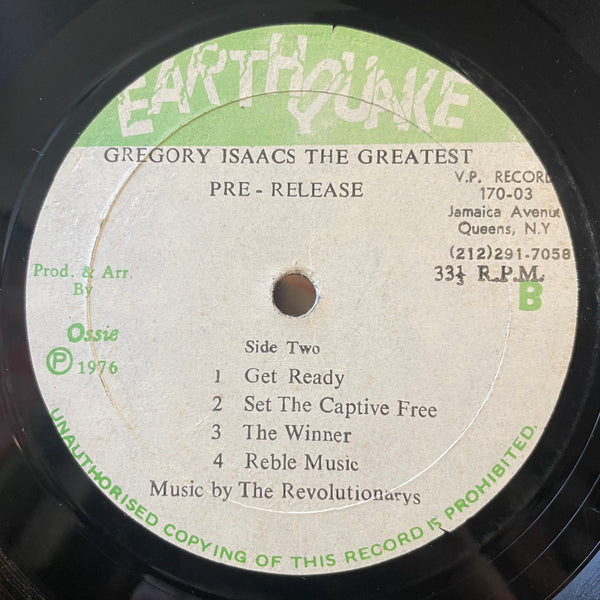 EARTHQUAKE
GREGORY ISAACS THE GREATEST
PRE - RELEASE
V.P. RECORD
170-03
Jamaica Avenue
Queens, N.Y
(212)291-7058
33⅓ R.P.M.
B
Prod. & Arr.
By
Ossie
Ⓟ 1976
Side Two
1 Get Ready
2 Set The Captive Free
3 The Winner
4 Reble Music
Music by The Revolutionarys
UNAUTHORISED COPYING OF THIS RECORD IS PROHIBITED.